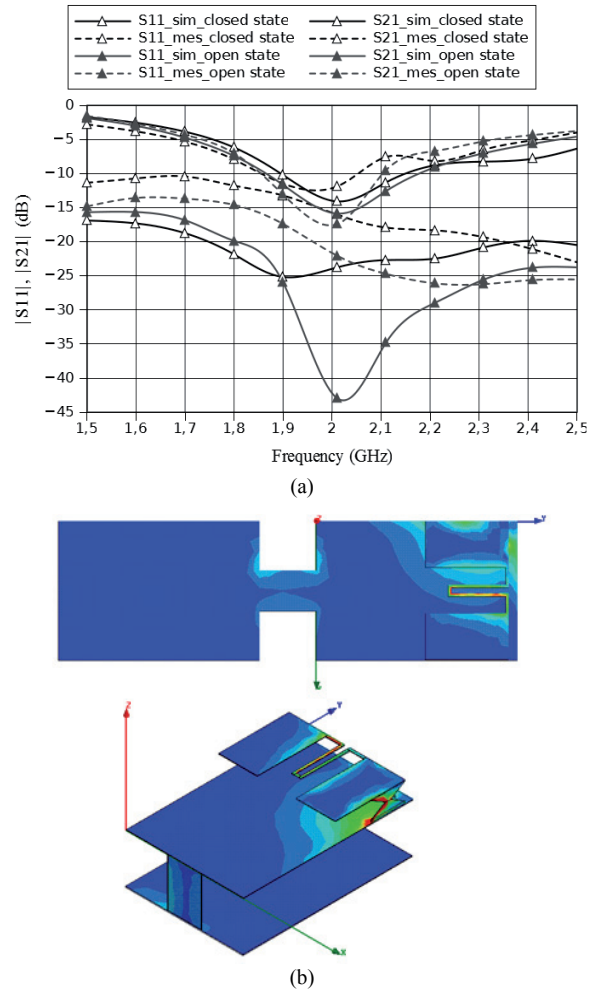 S11_sim_closed state S21_sim_closed state
S11_mes_closed state S21_mes_closed state
S11_sim_open state S21_sim_open state
S11_mes_open state S21_mes_open state
0
−5
−10
−15
−20
−25
−30
−35
−40
−45
|S11|, |S21| (dB)
1,5 1,6 1,7 1,8 1,9 2 2,1 2,2 2,3 2,4 2,5
Frequency (GHz)
(a)
Z Y
Z Y
X
(b)